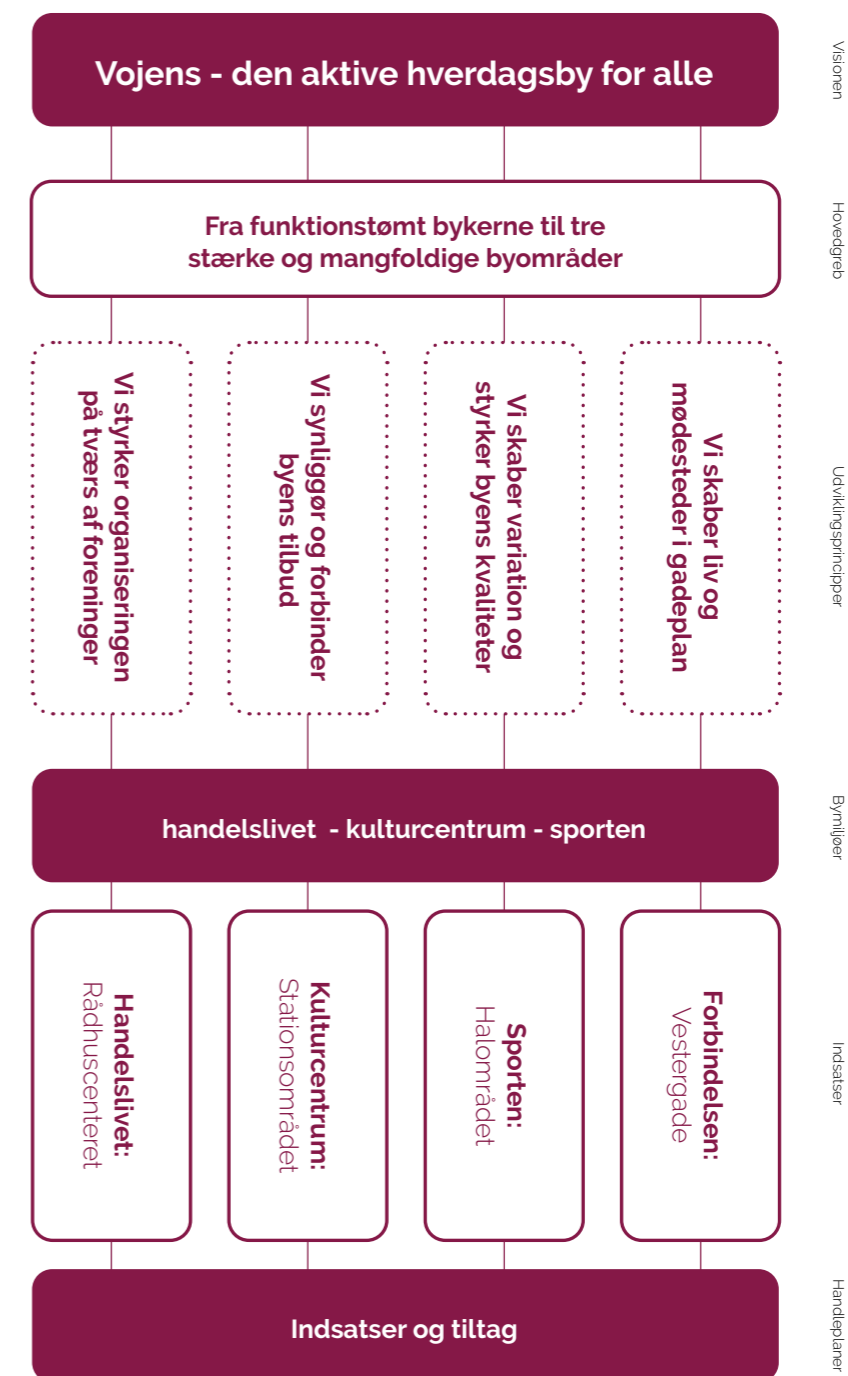 Vojens - den aktive hverdagsby for alle
Visionen
Fra funktionstømt bykerne til tre
stærke og mangfoldige byområder
Hovedgreb
Vi styrker organiseringen
på tværs af foreninger
Vi synliggør og forbinder
byens tilbud
Vi skaber variation og
styrker byens kvaliteter
Vi skaber liv og
mødesteder i gadeplan
Udviklingsprincipper
handelslivet - kulturcentrum - sporten
Bymiljøer
Handelslivet:
Rådhuscenteret
Kulturcentrum:
Stationsområdet
Sporten:
Halområdet
Forbindelsen:
Vestergade
Indsatser
Indsatser og tiltag
Handleplaner